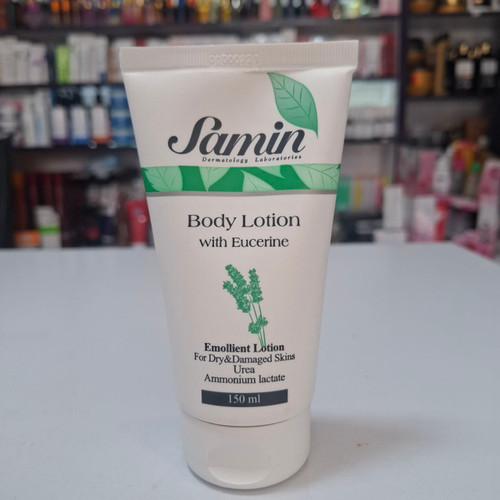 Samin
Dermatology Laboratories
Body Lotion
with Eucerine
Emollient Lotion
For Dry&Damaged Skins
Urea
Ammonium lactate
150 ml